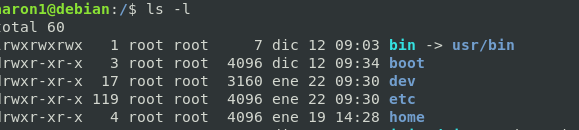 aron1@debian:/$ ls -l
total 60
rwxrwxrwx 1 root root 7 dic 12 09:03 bin -> usr/bin
drwxr-xr-x 3 root root 4096 dic 12 09:34 boot
drwxr-xr-x 17 root root 3160 ene 22 09:30 dev
drwxr-xr-x 119 root root 4096 ene 22 09:30 etc
drwxr-xr-x 4 root root 4096 ene 19 14:28 home